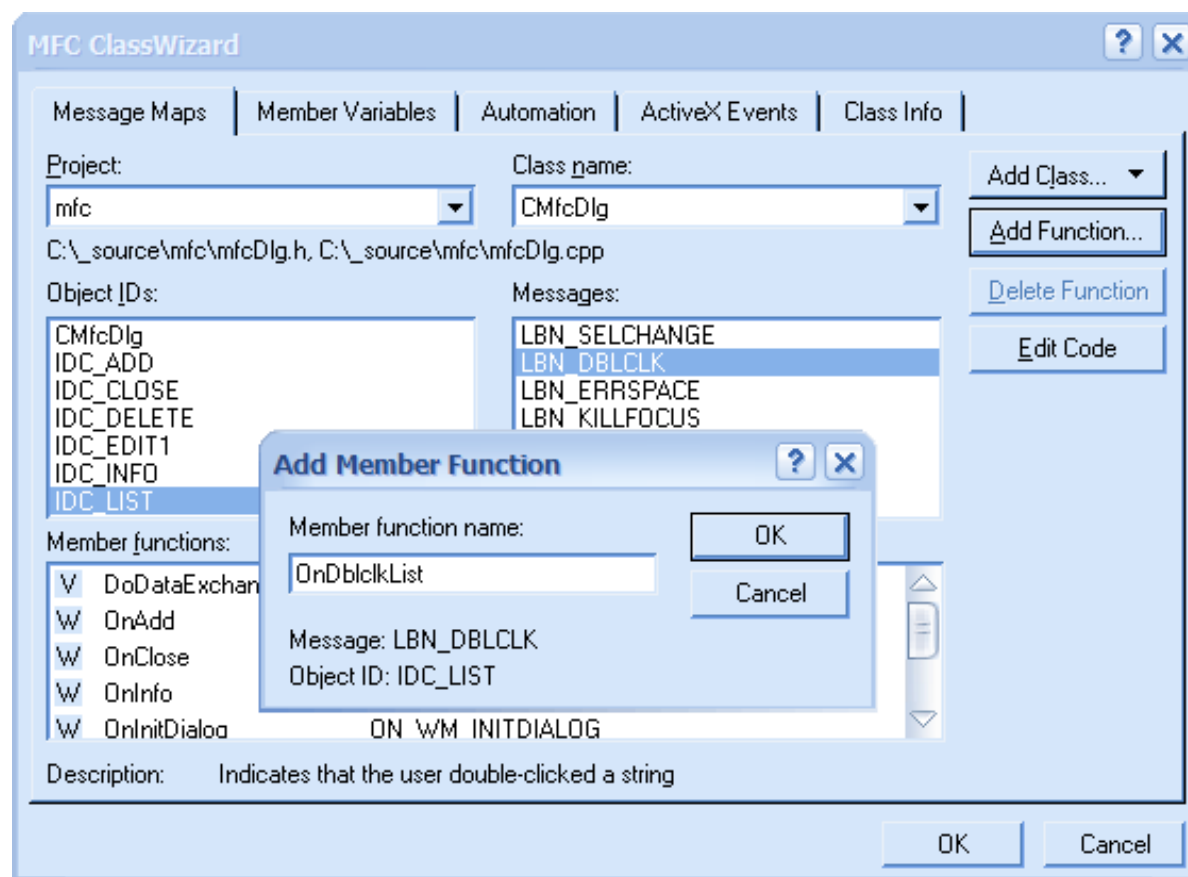 MFC ClassWizard
Message Maps Member Variables Automation ActiveX Events Class Info
Project: Class name:
mfc CMfcDlg
Add Class...
Add Function...
C:\_source\mfc\mfcDlg.h, C:\_source\mfc\mfcDlg.cpp
Delete Function
Edit Code
Object IDs:
CMfcDlg
IDC_ADD
IDC_CLOSE
IDC_DELETE
IDC_EDIT1
IDC_INFO
IDC_LIST
Messages:
LBN_SELCHANGE
LBN_DBLCLK
LBN_ERRSPACE
LBN_KILLFOCUS
Add Member Function
Member function name:
OnDblclkList
OK
Cancel
Message: LBN_DBLCLK
Object ID: IDC_LIST
Member functions:
V DoDataExchan
W OnAdd
W OnClose
W OnInfo
W OnInitDialog ON_WM_INITDIALOG
Description: Indicates that the user double-clicked a string
OK Cancel